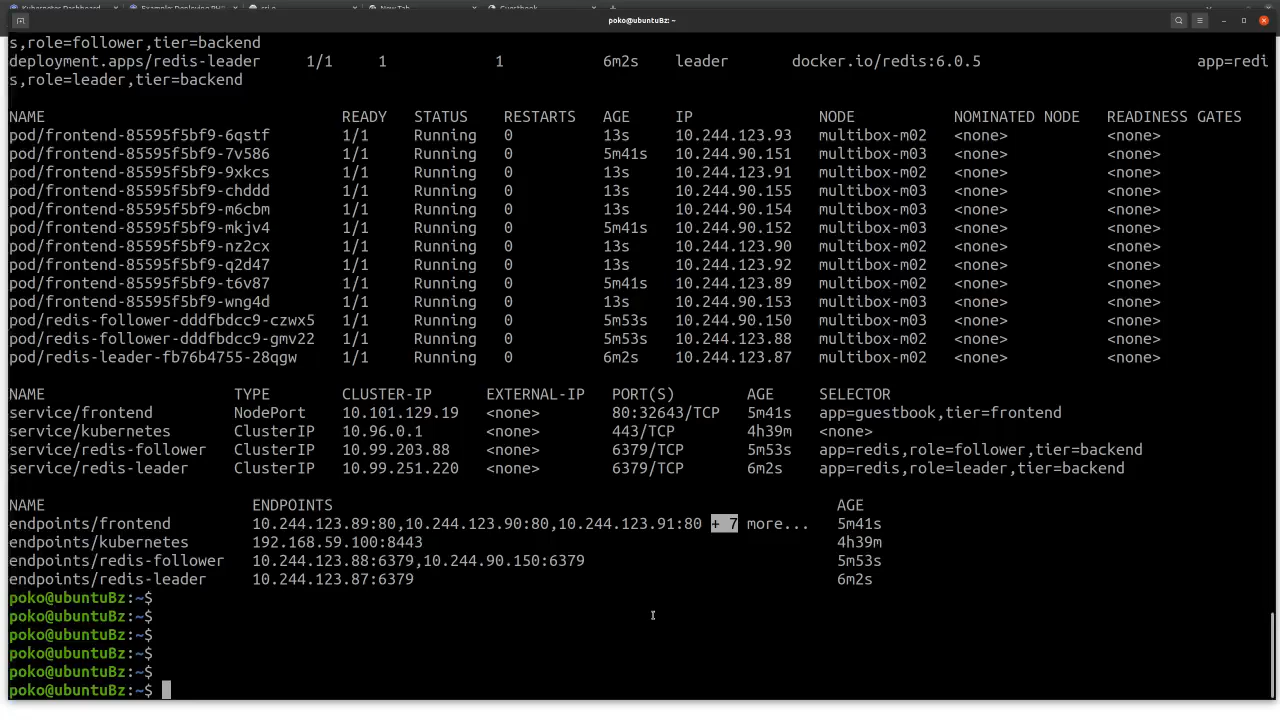 Kubernetes Dashboard
Example: Deploying PH
cri-o
New Tab
Guestbook
poko@ubuntuBz: ~
s,role=follower,tier=backend
deployment.apps/redis-leader 1/1 1 1 6m2s leader docker.io/redis:6.0.5 app=redi
s,role=leader,tier=backend
NAME READY STATUS RESTARTS AGE IP NODE NOMINATED NODE READINESS GATES
pod/frontend-85595f5bf9-6qstf 1/1 Running 0 13s 10.244.123.93 multibox-m02 <none> <none>
pod/frontend-85595f5bf9-7v586 1/1 Running 0 5m41s 10.244.90.151 multibox-m03 <none> <none>
pod/frontend-85595f5bf9-9xkcs 1/1 Running 0 13s 10.244.123.91 multibox-m02 <none> <none>
pod/frontend-85595f5bf9-chddd 1/1 Running 0 13s 10.244.90.155 multibox-m03 <none> <none>
pod/frontend-85595f5bf9-m6cbm 1/1 Running 0 13s 10.244.90.154 multibox-m03 <none> <none>
pod/frontend-85595f5bf9-mkjv4 1/1 Running 0 5m41s 10.244.90.152 multibox-m03 <none> <none>
pod/frontend-85595f5bf9-nz2cx 1/1 Running 0 13s 10.244.123.90 multibox-m02 <none> <none>
pod/frontend-85595f5bf9-q2d47 1/1 Running 0 13s 10.244.123.92 multibox-m02 <none> <none>
pod/frontend-85595f5bf9-t6v87 1/1 Running 0 5m41s 10.244.123.89 multibox-m02 <none> <none>
pod/frontend-85595f5bf9-wng4d 1/1 Running 0 13s 10.244.90.153 multibox-m03 <none> <none>
pod/redis-follower-dddfbdcc9-czwx5 1/1 Running 0 5m53s 10.244.90.150 multibox-m03 <none> <none>
pod/redis-follower-dddfbdcc9-gmv22 1/1 Running 0 5m53s 10.244.123.88 multibox-m02 <none> <none>
pod/redis-leader-fb76b4755-28qgw 1/1 Running 0 6m2s 10.244.123.87 multibox-m02 <none> <none>
NAME TYPE CLUSTER-IP EXTERNAL-IP PORT(S) AGE SELECTOR
service/frontend NodePort 10.101.129.19 <none> 80:32643/TCP 5m41s app=guestbook,tier=frontend
service/kubernetes ClusterIP 10.96.0.1 <none> 443/TCP 4h39m <none>
service/redis-follower ClusterIP 10.99.203.88 <none> 6379/TCP 5m53s app=redis,role=follower,tier=backend
service/redis-leader ClusterIP 10.99.251.220 <none> 6379/TCP 6m2s app=redis,role=leader,tier=backend
NAME ENDPOINTS AGE
endpoints/frontend 10.244.123.89:80,10.244.123.90:80,10.244.123.91:80 + 7 more... 5m41s
endpoints/kubernetes 192.168.59.100:8443 4h39m
endpoints/redis-follower 10.244.123.88:6379,10.244.90.150:6379 5m53s
endpoints/redis-leader 10.244.123.87:6379 6m2s
poko@ubuntuBz:~$
poko@ubuntuBz:~$
poko@ubuntuBz:~$
poko@ubuntuBz:~$
poko@ubuntuBz:~$
poko@ubuntuBz:~$